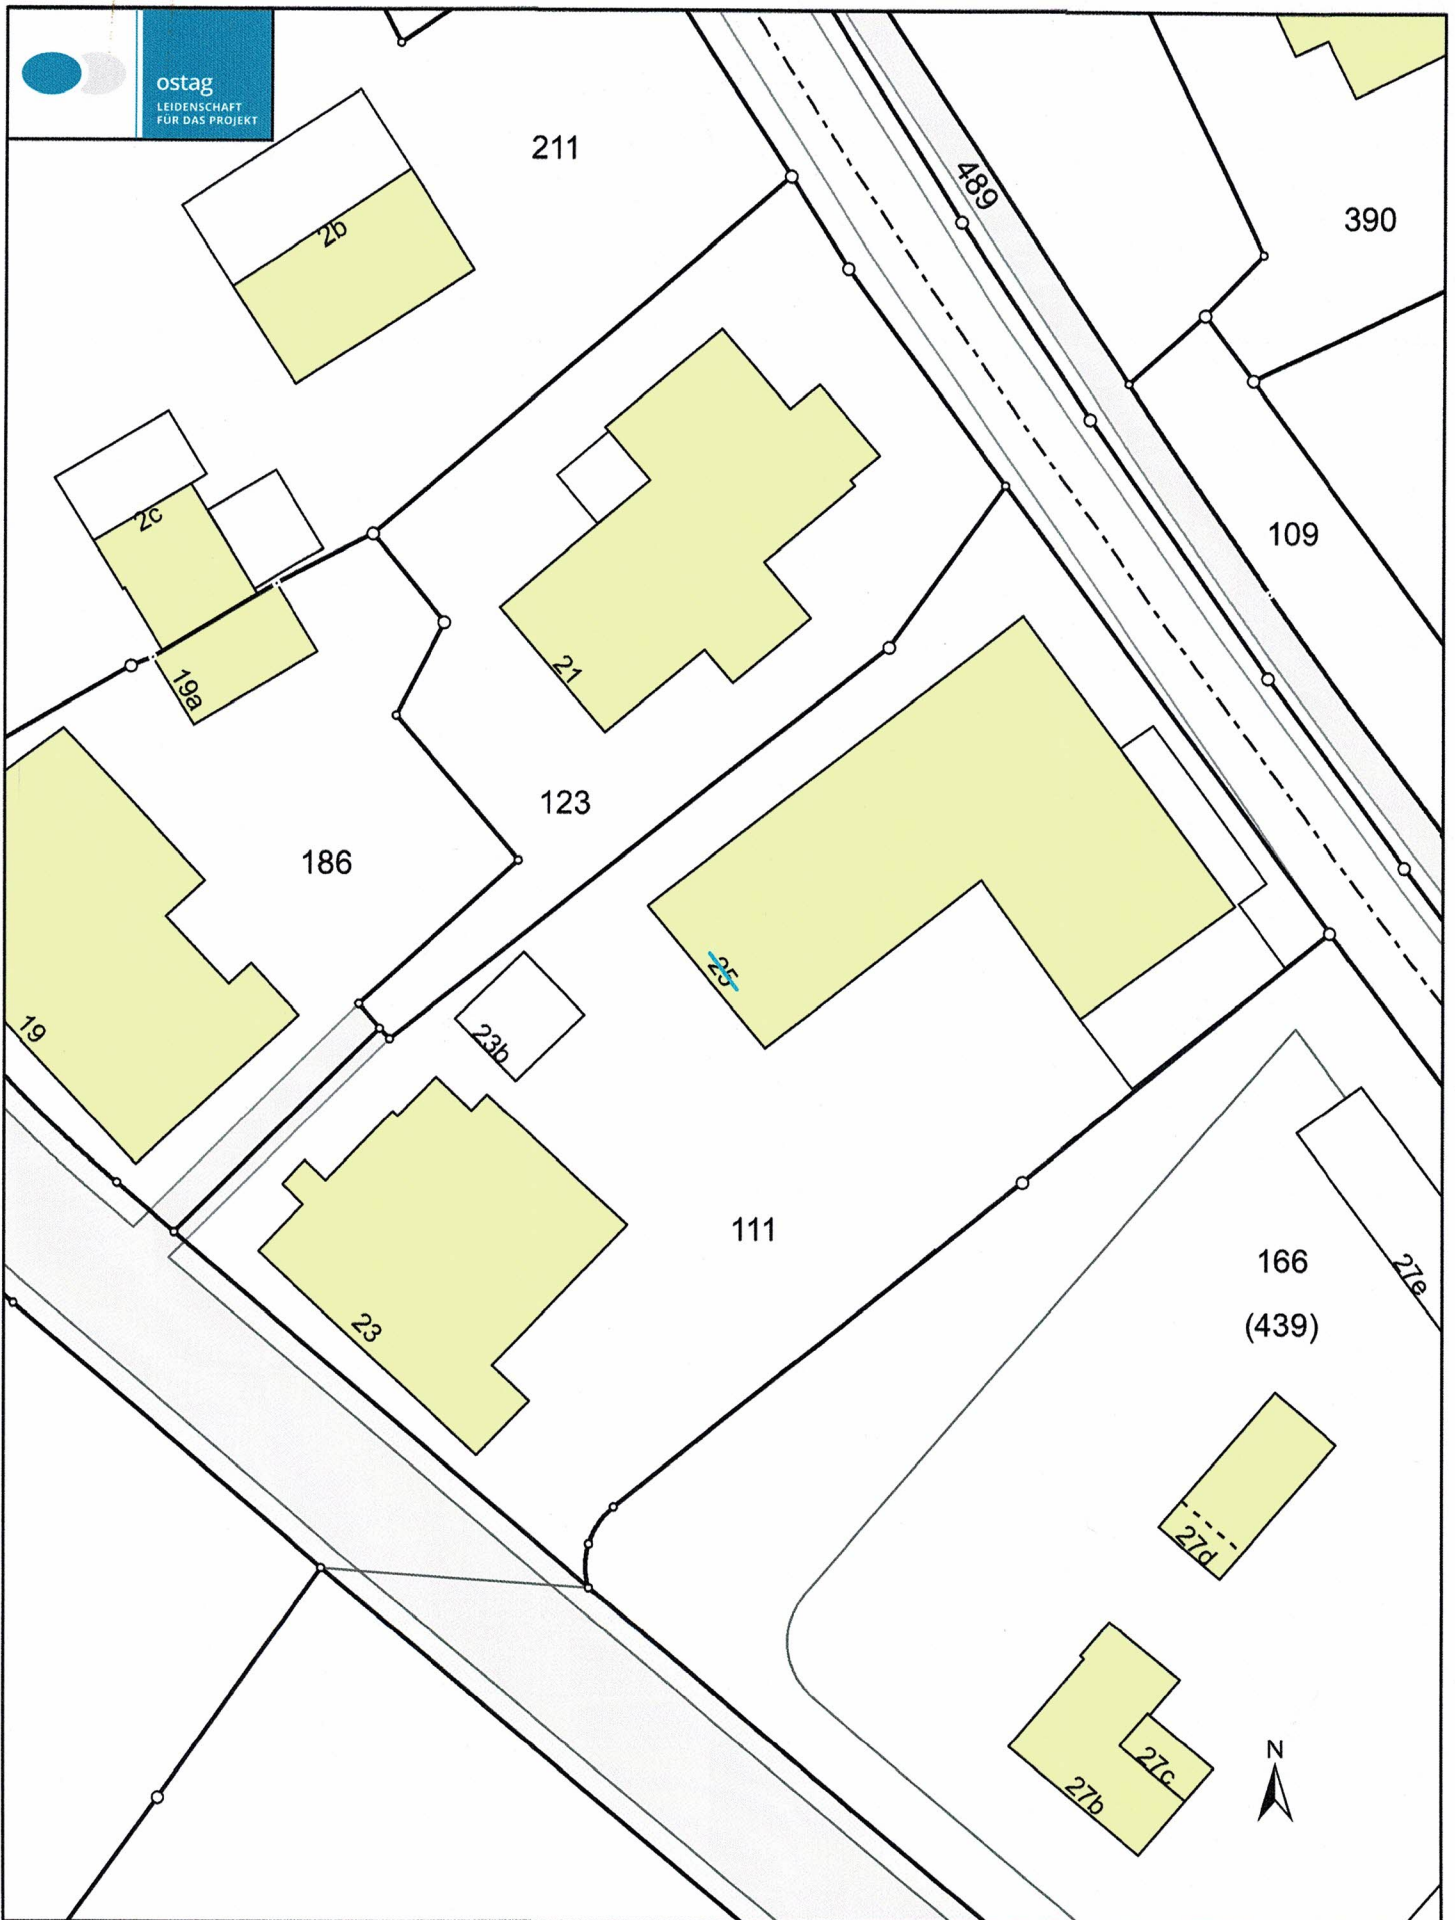 ostag
LEIDENSCHAFT
FÜR DAS PROJEKT
211
489
390
2b
2c
109
19a
21
123
186
25
19
23b
111
166
(439)
27e
23
27d
27c
27b
N